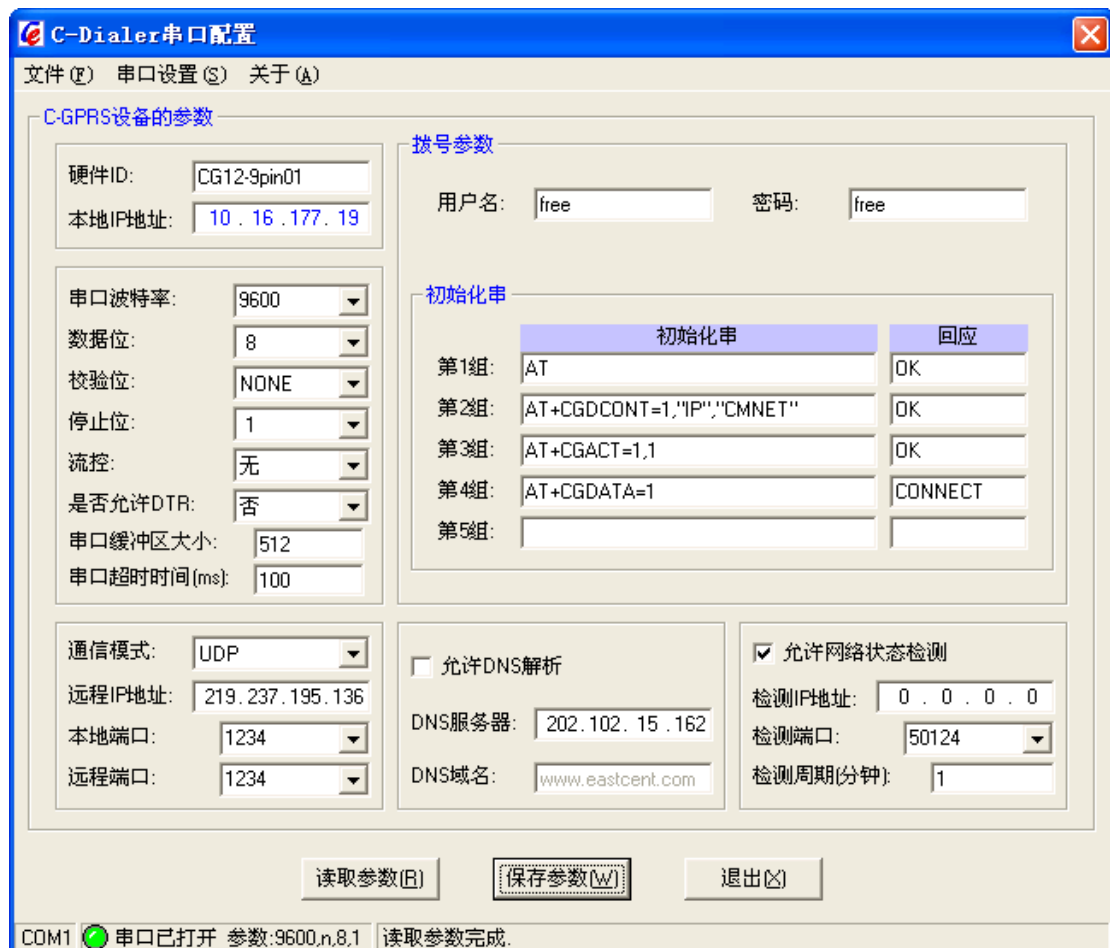 C-Dialer串口配置
文件(F) 串口设置(S) 关于(A)
C-GPRS设备的参数
硬件ID: CG12-9pin01
本地IP地址: 10 . 16 .177. 19
串口波特率: 9600
数据位: 8
校验位: NONE
停止位: 1
流控: 无
是否允许DTR: 否
串口缓冲区大小: 512
串口超时时间(ms): 100
拨号参数
用户名: free 密码: free
初始化串
初始化串 回应
第1组: AT OK
第2组: AT+CGDCONT=1,"IP","CMNET" OK
第3组: AT+CGACT=1,1 OK
第4组: AT+CGDATA=1 CONNECT
第5组:
通信模式: UDP
远程IP地址: 219.237.195.136
本地端口: 1234
远程端口: 1234
允许DNS解析
DNS服务器: 202.102. 15 .162
DNS域名: www.eastcent.com
允许网络状态检测
检测IP地址: 0 . 0 . 0 . 0
检测端口: 50124
检测周期(分钟): 1
读取参数(R) 保存参数(W) 退出(X)
COM1 串口已打开 参数:9600,n,8,1 读取参数完成.